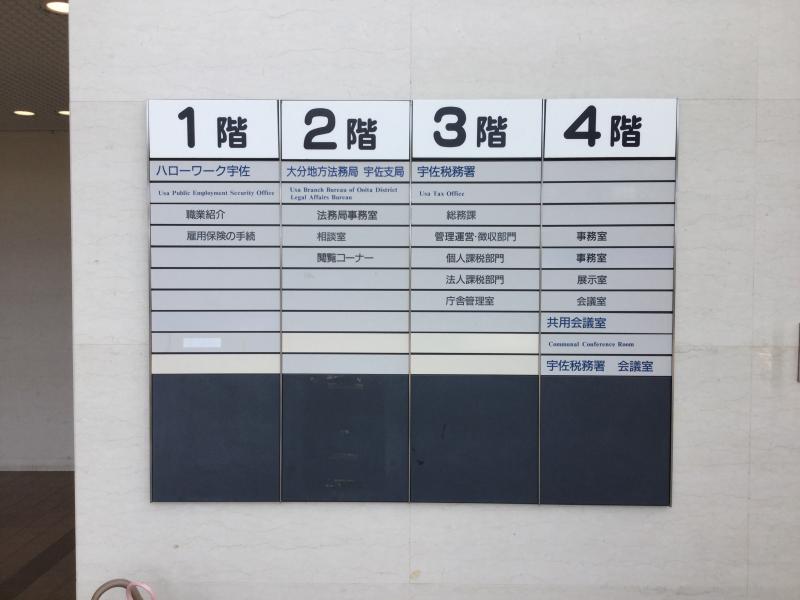 1階
ハローワーク宇佐
Usa Public Employment Security Office
職業紹介
雇用保険の手続
2階
大分地方法務局 宇佐支局
Usa Branch Bureau of Onita District
Legal Affairs Bureau
法務局事務室
相談室
閲覧コーナー
3階
宇佐税務署
Usa Tax Office
総務課
管理運営・徴収部門
個人課税部門
法人課税部門
庁舎管理室
4階
事務室
事務室
展示室
会議室
共用会議室
Communal Conference Room
宇佐税務署 会議室